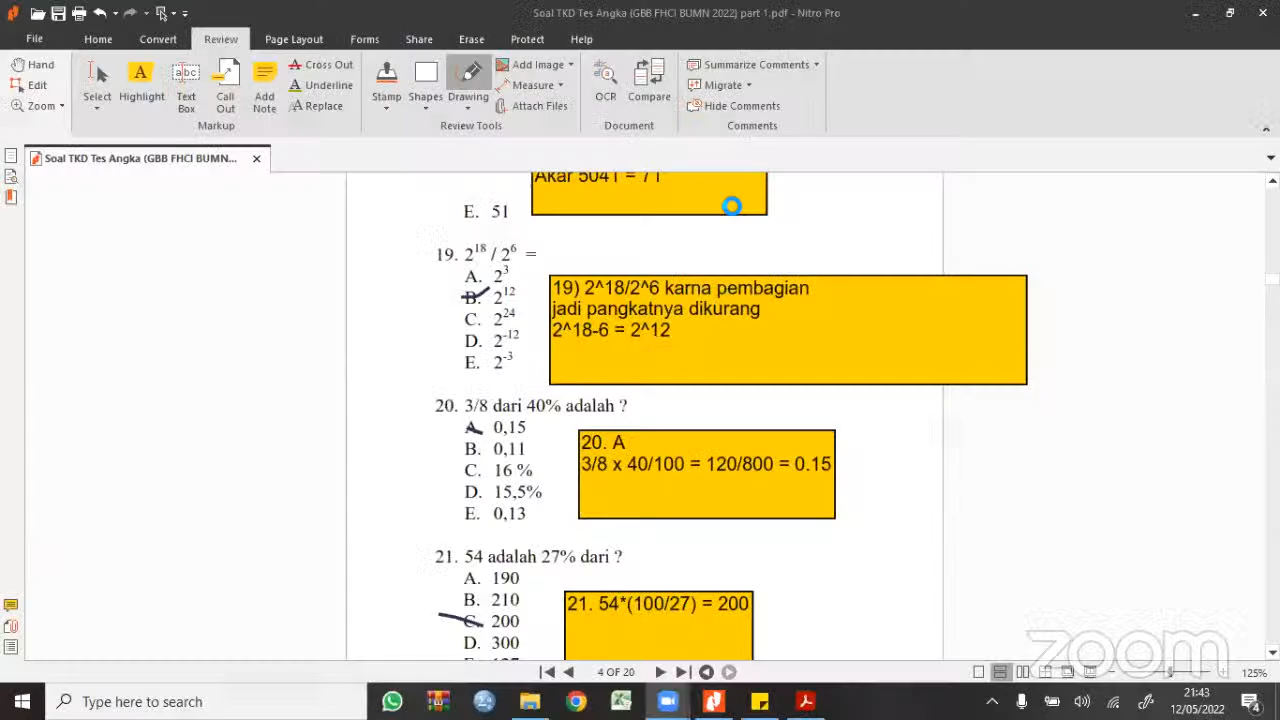 Soal TKD Tes Angka (GBB FHCI BUMN 2022) part 1.pdf - Nitro Pro
File Home Convert Review Page Layout Forms Share Erase Protect Help
Hand
Edit
Zoom
Select
Highlight
Text Box
Call Out
Add Note
Cross Out
Underline
Replace
Markup
Stamp
Shapes
Drawing
Add Image
Measure
Attach Files
Review Tools
OCR
Compare
Document
Summarize Comments
Migrate
Hide Comments
Comments
Soal TKD Tes Angka (GBB FHCI BUMN...
Akar 5041 = 71
E. 51
19. 2^18 / 2^6 =
A. 2^3
B. 2^12
C. 2^24
D. 2^-12
E. 2^-3
19) 2^18/2^6 karna pembagian
jadi pangkatnya dikurang
2^18-6 = 2^12
20. 3/8 dari 40% adalah ?
A. 0,15
B. 0,11
C. 16 %
D. 15,5%
E. 0,13
20. A
3/8 x 40/100 = 120/800 = 0.15
21. 54 adalah 27% dari ?
A. 190
B. 210
C. 200
D. 300
21. 54*(100/27) = 200
zoom
4 OF 20
125%
Type here to search
21:43
12/05/2022
4